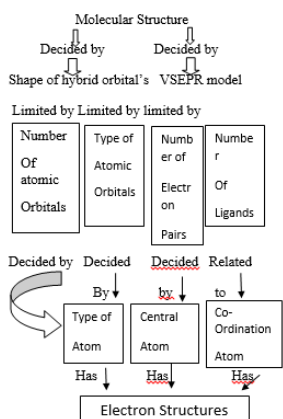 Molecular Structure
Decided by Decided by
Shape of hybrid orbital's VSEPR model
Limited by Limited by limited by
Number
Of
atomic
Orbitals
Type of
Atomic
Orbitals
Numb
er of
Electr
on
Pairs
Numbe
r
Of
Ligands
Decided by Decided Decided Related
By by to
Type of
Atom
Central
Atom
Co-
Ordination
Atom
Has Has Has
Electron Structures